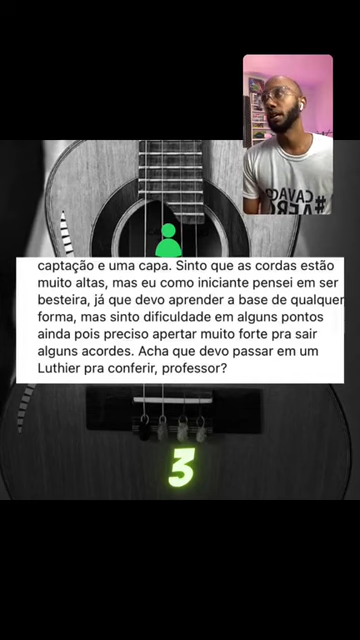 captação e uma capa. Sinto que as cordas estão
muito altas, mas eu como iniciante pensei em ser
besteira, já que devo aprender a base de qualquer
forma, mas sinto dificuldade em alguns pontos
ainda pois preciso apertar muito forte pra sair
alguns acordes. Acha que devo passar em um
Luthier pra conferir, professor?
3